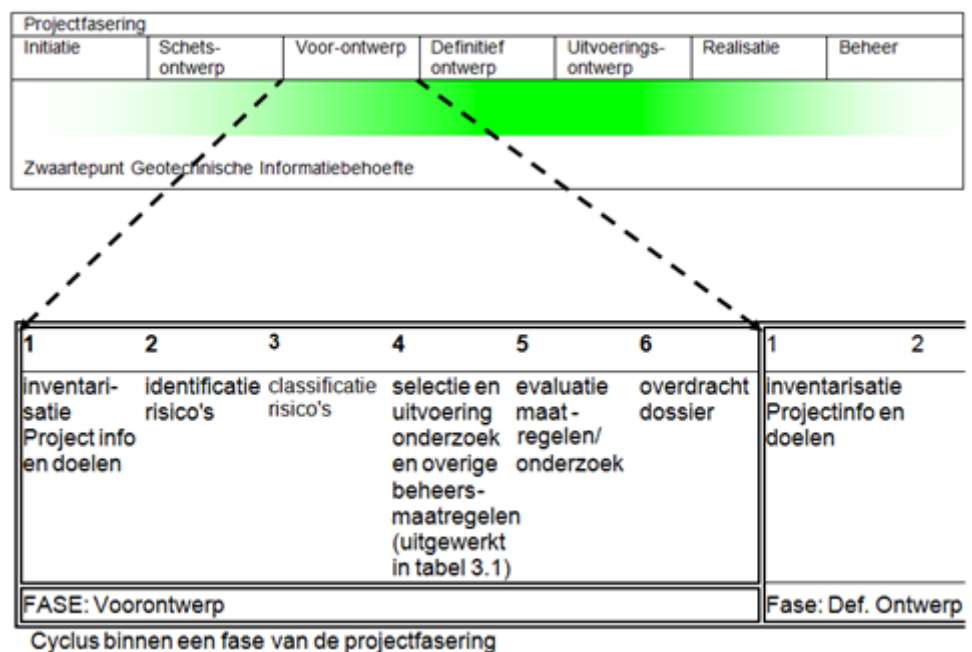 Projectfasering
Initiatie
Schets-
ontwerp
Voor-ontwerp
Definitief
ontwerp
Uitvoerings-
ontwerp
Realisatie
Beheer
Zwaartepunt Geotechnische Informatiebehoefte
1
inventari-
satie
Project info
en doelen
2
identificatie
risico's
3
classificatie
risico's
4
selectie en
uitvoering
onderzoek
en overige
beheers-
maatregelen
(uitgewerkt
in tabel 3.1)
5
evaluatie
maat -
regelen/
onderzoek
6
overdracht
dossier
1
2
inventarisatie
Projectinfo en
doelen
FASE: Voorontwerp
Fase: Def. Ontwerp
Cyclus binnen een fase van de projectfasering